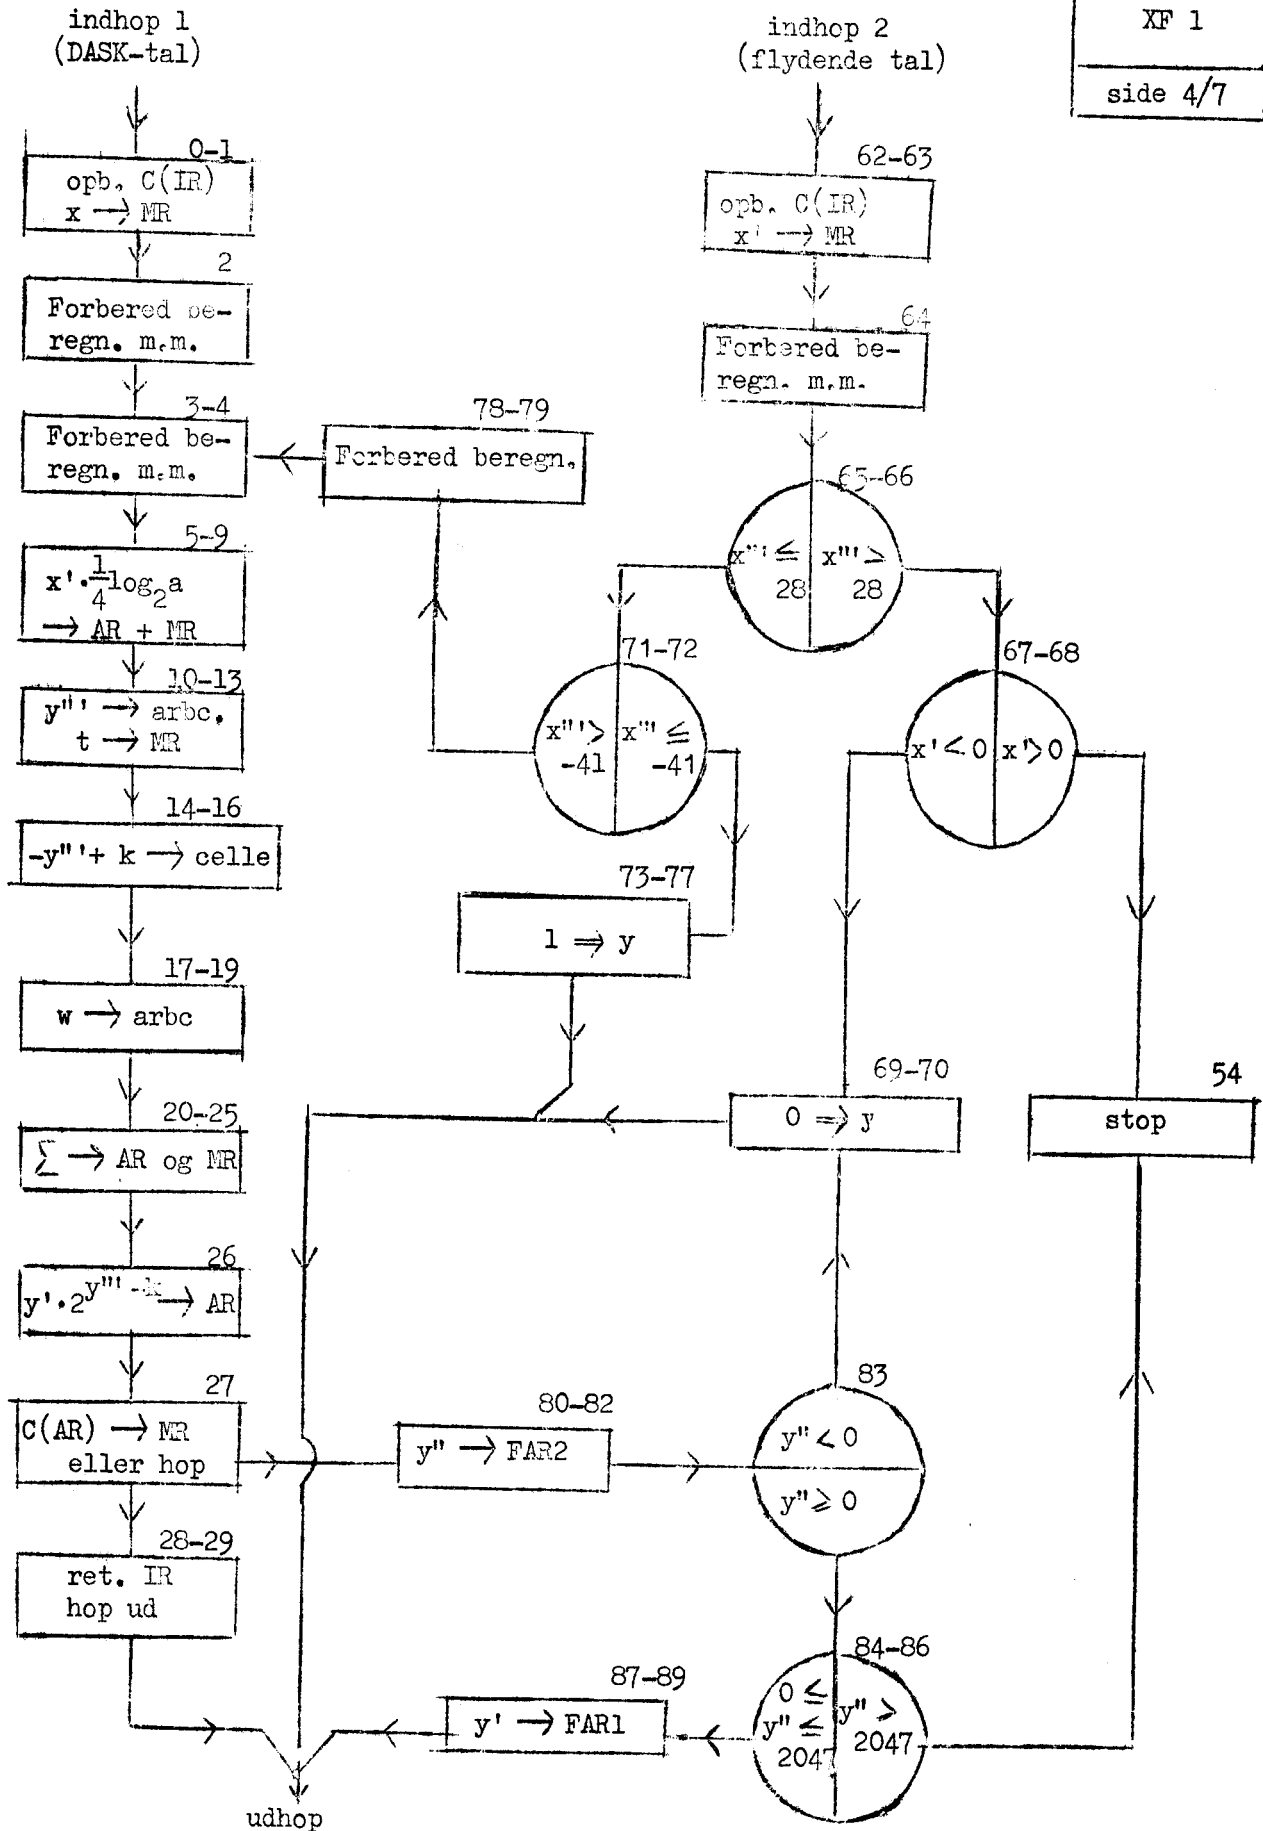 XF 1
side 4/7
indhop 1
(DASK-tal)
0-1
opb. C(IR)
x → MR
2
Forbered be-
regn. m.m.
3-4
Forbered be-
regn. m.m.
5-9
x'·1/4 log₂a
→ AR + MR
10-13
y''' → arbc.
t → MR
14-16
-y'''+ k → celle
17-19
w → arbc
20-25
∑ → AR og MR
26
y'·2^y'''-k → AR
27
C(AR) → MR
eller hop
28-29
ret. IR
hop ud
indhop 2
(flydende tal)
62-63
opb. C(IR)
x' → MR
64
Forbered be-
regn. m.m.
65-66
x''' ≤
28
x''' >
28
78-79
Forbered beregn.
71-72
x''' >
-41
x''' ≤
-41
67-68
x' < 0
x' > 0
73-77
1 ⇒ y
69-70
0 ⇒ y
54
stop
80-82
y'' → FAR2
83
y'' < 0
y'' ≥ 0
84-86
0 ≤
y'' ≤
2047
y'' >
2047
87-89
y' → FAR1
udhop